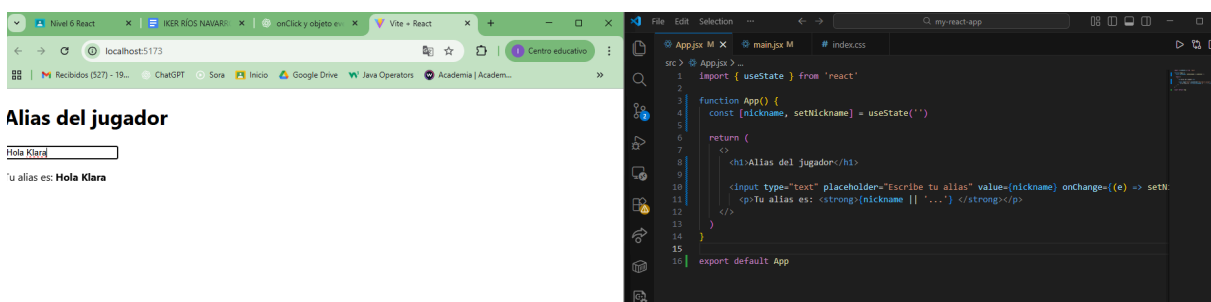 Nivel 6 React
IKER RÍOS NAVARR
onClick y objeto ev
Vite + React
localhost:5173
Centro educativo
Recibidos (527) - 19...
ChatGPT
Sora
Inicio
Google Drive
Java Operators
Academia | Academ...
»
Alias del jugador
Hola Klara
u alias es: Hola Klara
File Edit Selection ...
my-react-app
App.jsx M
main.jsx M
index.css
src > App.jsx > ...
1 import { useState } from 'react'
2
3 function App() {
4 const [nickname, setNickname] = useState('')
5
6 return (
7 <>
8 <h1>Alias del jugador</h1>
9
10 <input type="text" placeholder="Escribe tu alias" value={nickname} onChange={(e) => setN
11 <p>Tu alias es: <strong>{nickname || '...'} </strong></p>
12 </>
13 )
14 }
15
16 export default App